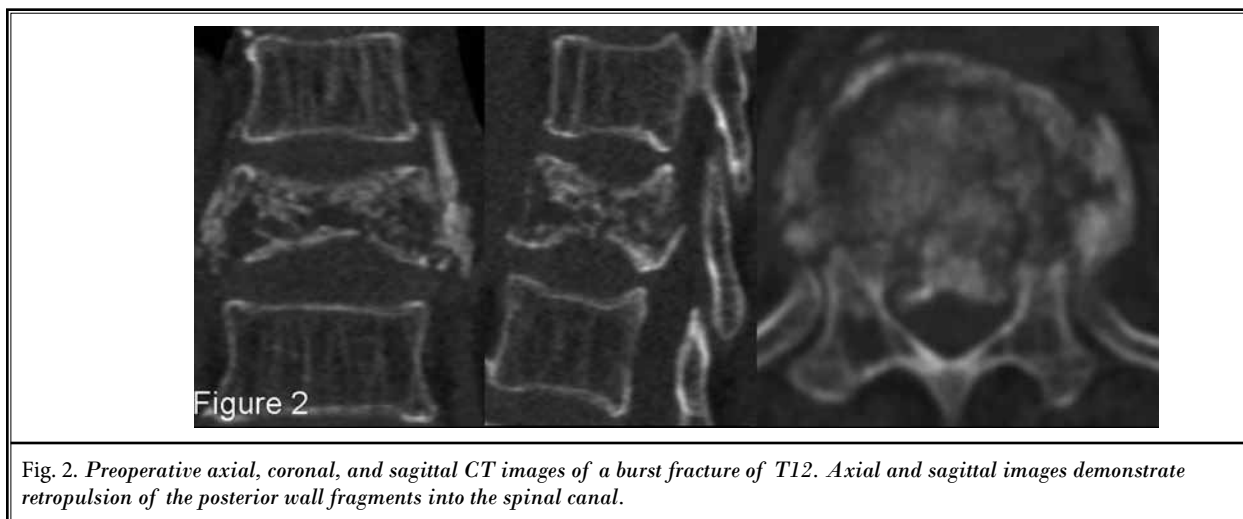 Figure 2
Fig. 2. Preoperative axial, coronal, and sagittal CT images of a burst fracture of T12. Axial and sagittal images demonstrate
retropulsion of the posterior wall fragments into the spinal canal.